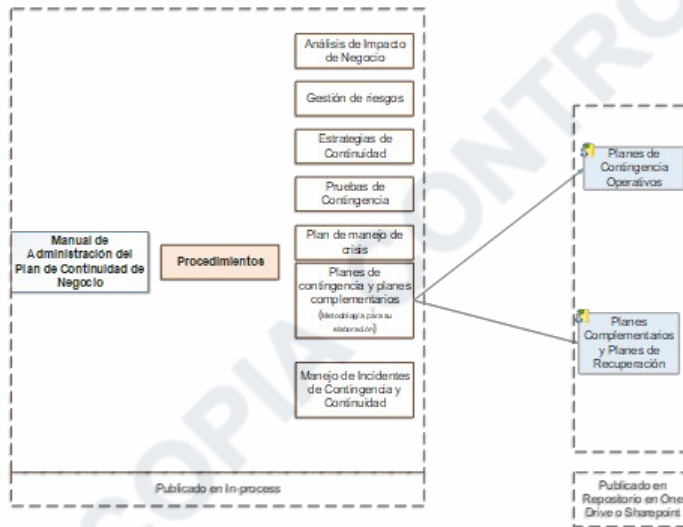 Análisis de Impacto
de Negocio
Gestión de riesgos
Estrategias de
Continuidad
Pruebas de
Contingencia
Plan de manejo de
crisis
Manual de
Administración del
Plan de Continuidad de
Negocio
Procedimientos
Planes de
contingencia y planes
complementarios
(Metodología para su
elaboración)
Manejo de Incidentes
de Contingencia y
Continuidad
Publicado en In-process
Planes de
Contingencia
Operativos
Planes
Complementarios
y Planes de
Recuperación
Publicado en
Repositorio en One
Drive o Sharepoint
COPIA CONTRO